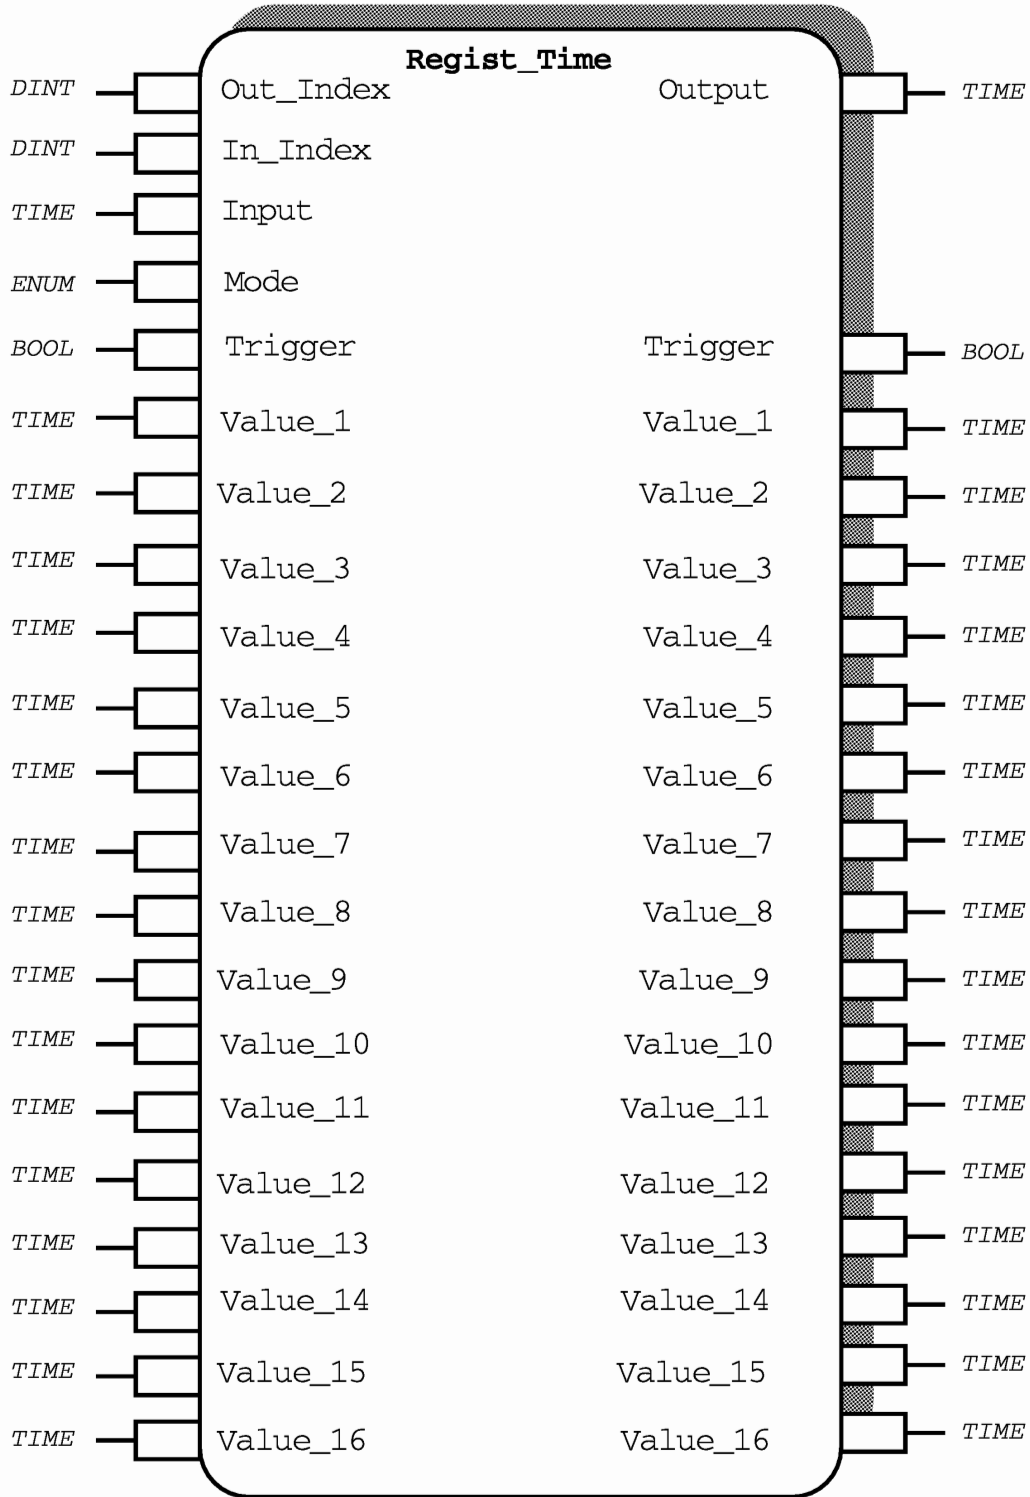 Regist_Time
DINT Out_Index Output TIME
DINT In_Index
TIME Input
ENUM Mode
BOOL Trigger Trigger BOOL
TIME Value_1 Value_1 TIME
TIME Value_2 Value_2 TIME
TIME Value_3 Value_3 TIME
TIME Value_4 Value_4 TIME
TIME Value_5 Value_5 TIME
TIME Value_6 Value_6 TIME
TIME Value_7 Value_7 TIME
TIME Value_8 Value_8 TIME
TIME Value_9 Value_9 TIME
TIME Value_10 Value_10 TIME
TIME Value_11 Value_11 TIME
TIME Value_12 Value_12 TIME
TIME Value_13 Value_13 TIME
TIME Value_14 Value_14 TIME
TIME Value_15 Value_15 TIME
TIME Value_16 Value_16 TIME